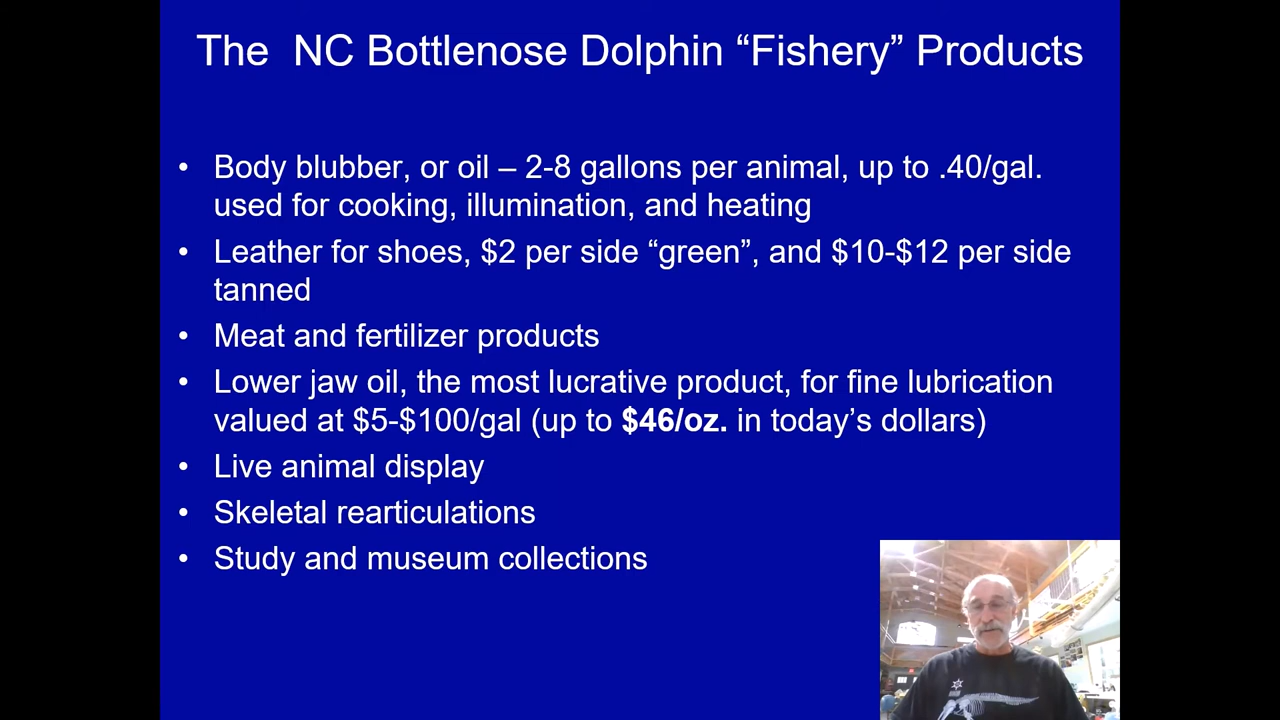 The  NC Bottlenose Dolphin “Fishery” Products
• Body blubber, or oil – 2-8 gallons per animal, up to .40/gal.
used for cooking, illumination, and heating
• Leather for shoes, $2 per side “green”, and $10-$12 per side
tanned
• Meat and fertilizer products
• Lower jaw oil, the most lucrative product, for fine lubrication
valued at $5-$100/gal (up to $46/oz. in today’s dollars)
• Live animal display
• Skeletal rearticulations
• Study and museum collections